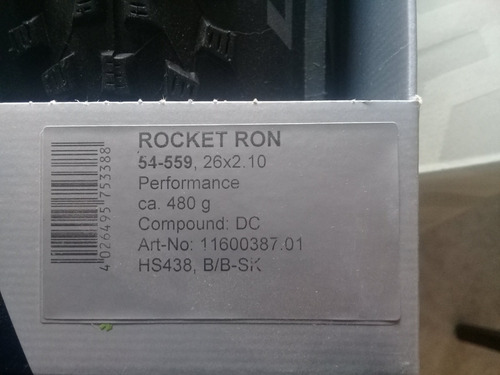 ROCKET RON
54-559, 26x2.10
Performance
ca. 480 g
Compound: DC
Art-No: 11600387.01
HS438, B/B-SK
4 026495 753388